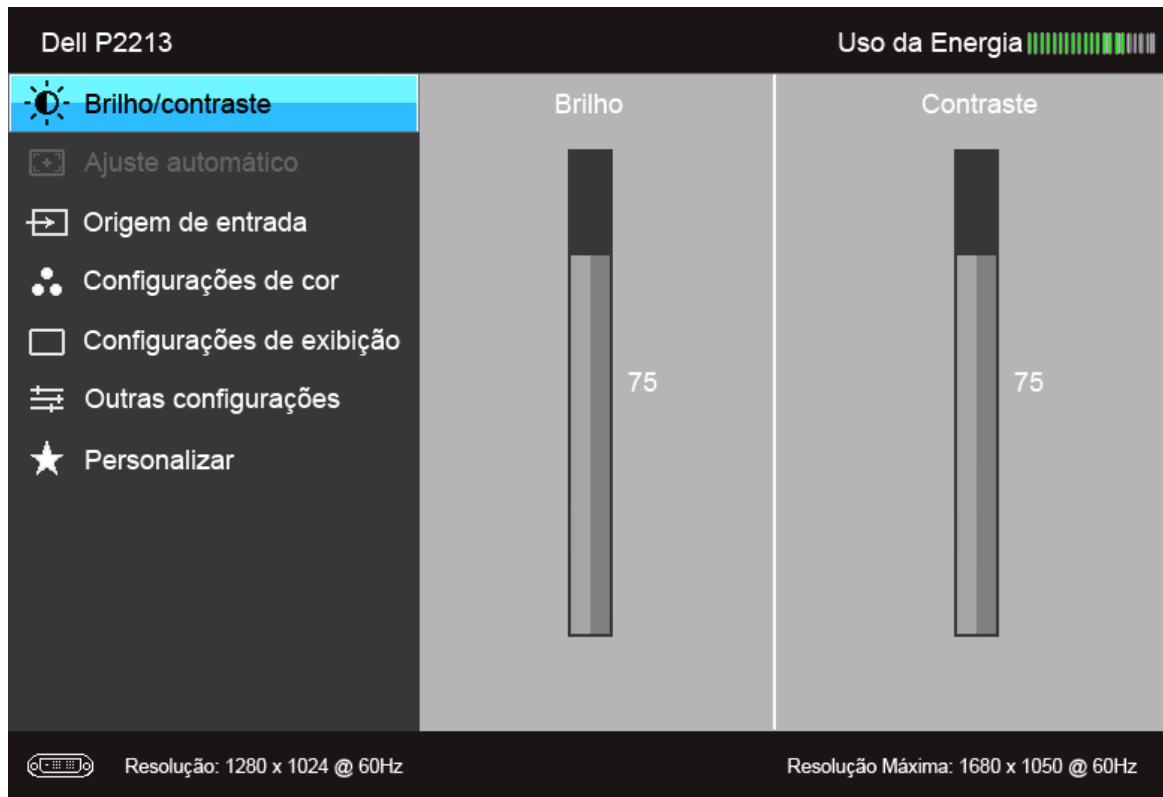 Dell P2213
Uso da Energia
Brilho/contraste
Ajuste automático
Origem de entrada
Configurações de cor
Configurações de exibição
Outras configurações
Personalizar
Brilho
75
Contraste
75
Resolução: 1280 x 1024 @ 60Hz
Resolução Máxima: 1680 x 1050 @ 60Hz